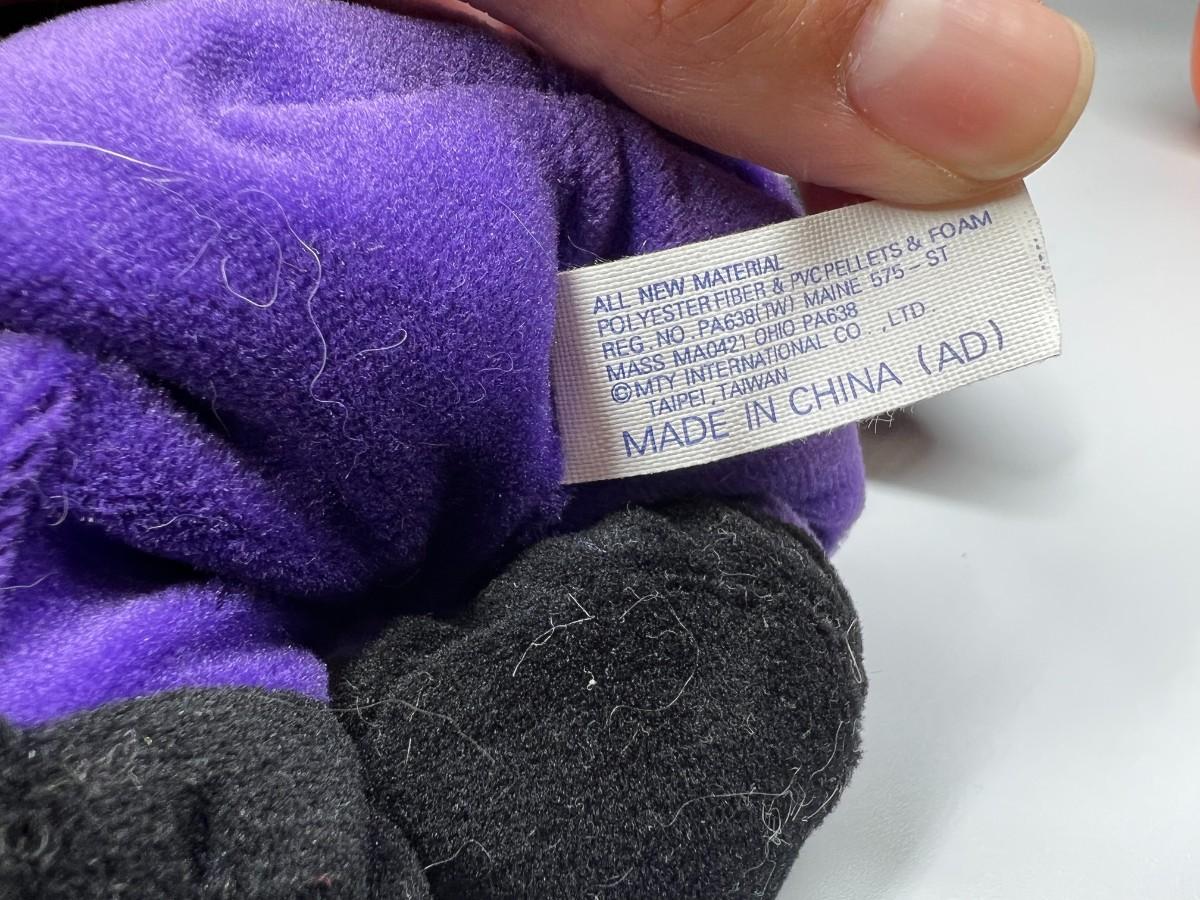 ALL NEW MATERIAL
POLYESTER FIBER & PVC PELLETS & FOAM
REG. NO. PA638(TW) MAINE 575-ST
MASS MA0421 OHIO PA638
©MTY INTERNATIONAL CO.,LTD.
TAIPEI, TAIWAN
MADE IN CHINA (AD)